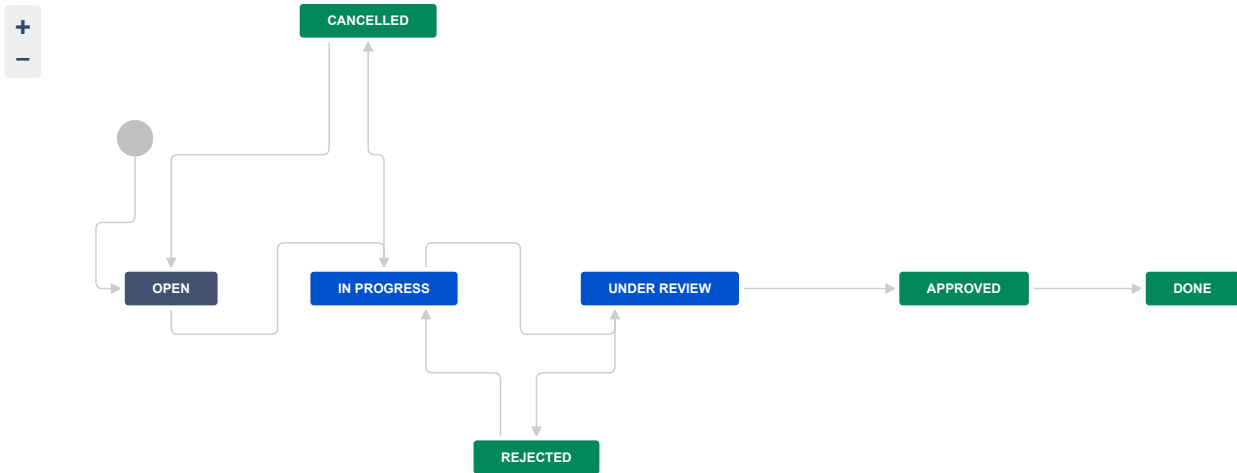 +
−
CANCELLED
OPEN
IN PROGRESS
UNDER REVIEW
APPROVED
DONE
REJECTED